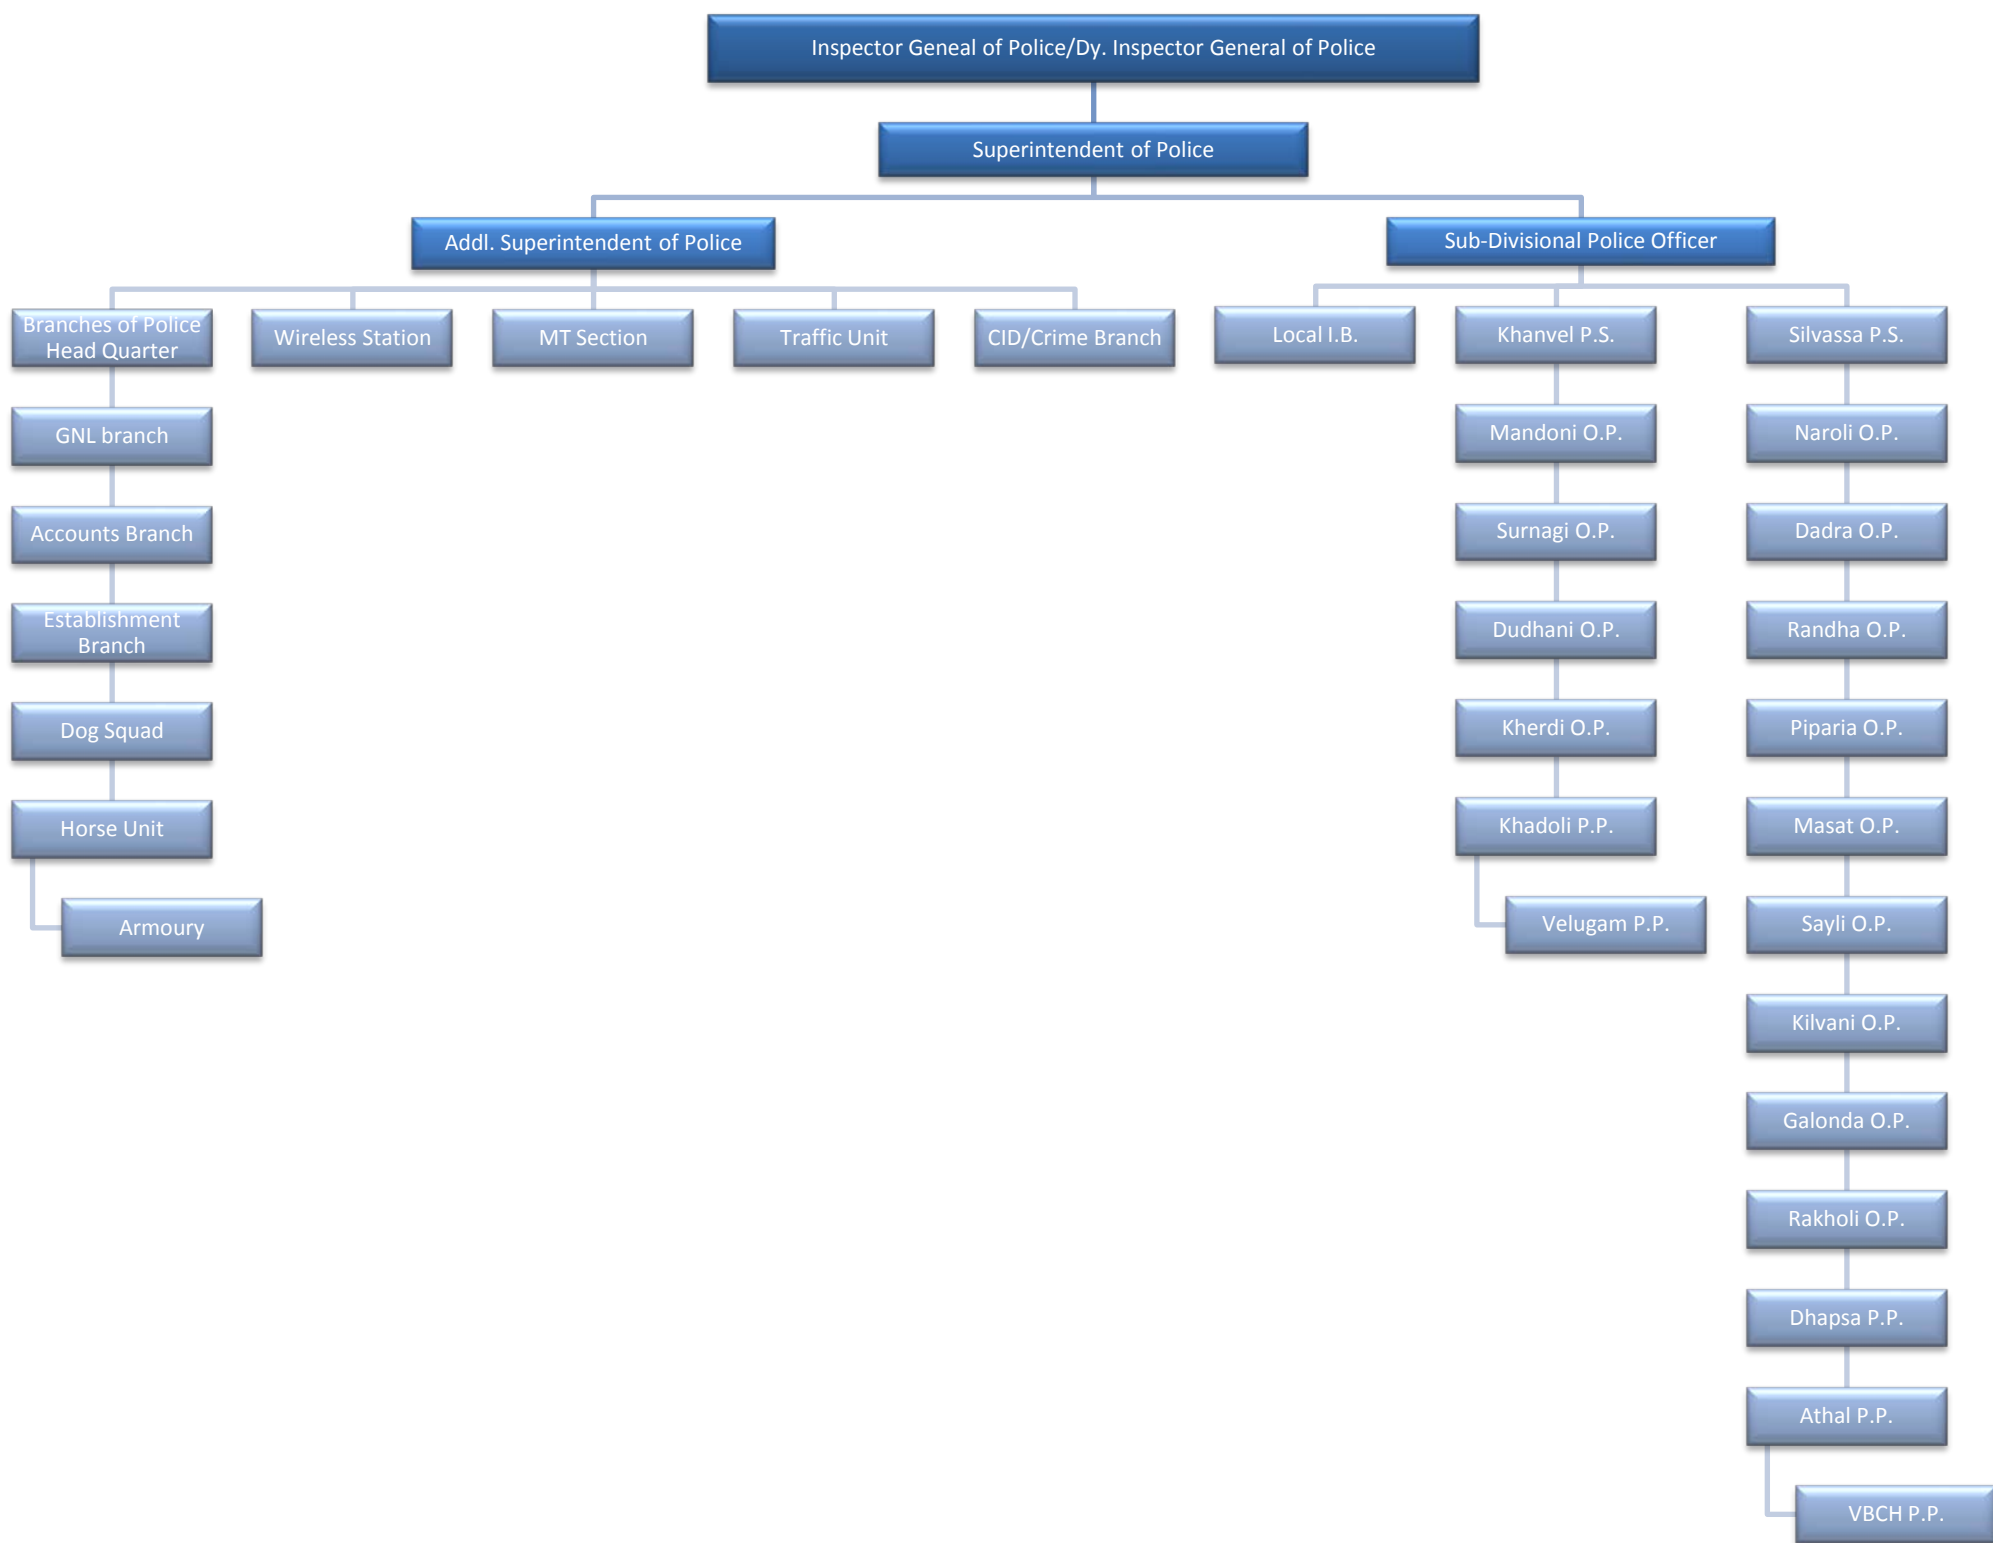 Inspector Geneal of Police/Dy. Inspector General of Police
Superintendent of Police
Addl. Superintendent of Police
Sub-Divisional Police Officer
Branches of Police
Head Quarter
Wireless Station
MT Section
Traffic Unit
CID/Crime Branch
Local I.B.
Khanvel P.S.
Silvassa P.S.
GNL branch
Accounts Branch
Establishment
Branch
Dog Squad
Horse Unit
Armoury
Mandoni O.P.
Surnagi O.P.
Dudhani O.P.
Kherdi O.P.
Khadoli P.P.
Velugam P.P.
Naroli O.P.
Dadra O.P.
Randha O.P.
Piparia O.P.
Masat O.P.
Sayli O.P.
Kilvani O.P.
Galonda O.P.
Rakholi O.P.
Dhapsa P.P.
Athal P.P.
VBCH P.P.